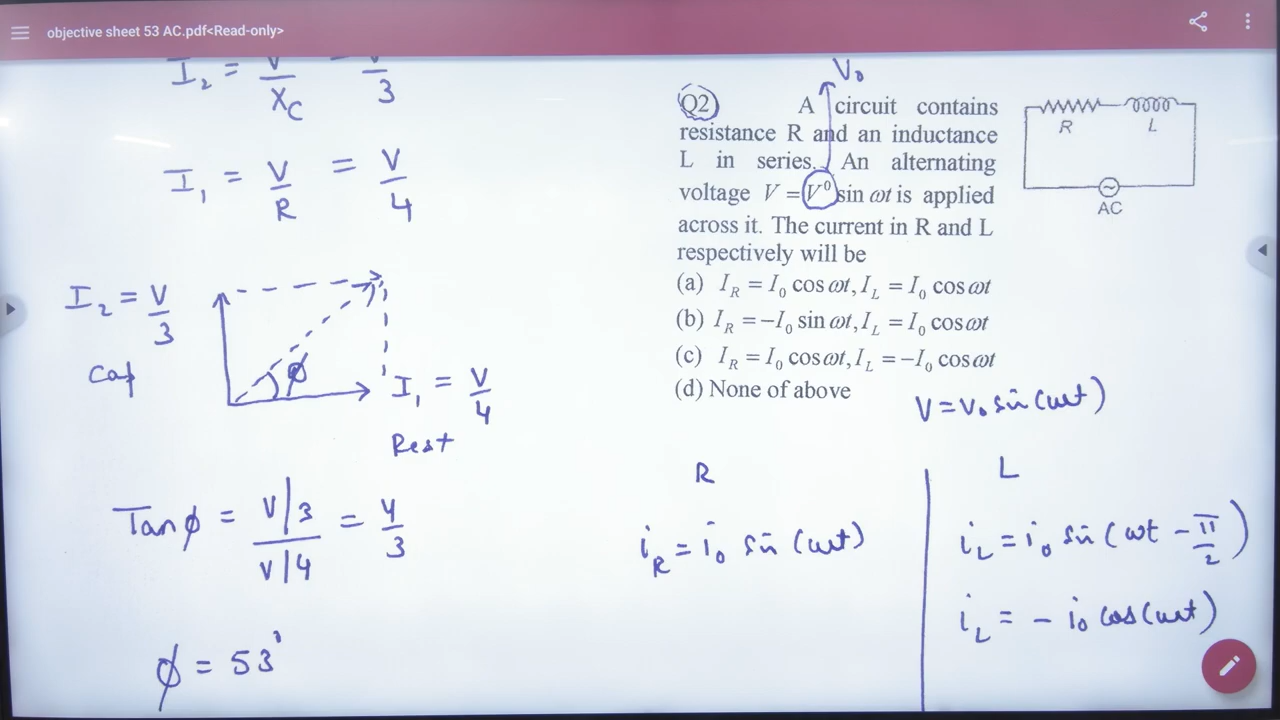 objective sheet 53 AC.pdf<Read-only>
I₂ = V/X_C = V/3
I₁ = V/R = V/4
I₂ = V/3
Cap
φ
I₁ = V/4
Rest
Tanφ = (V/3)/(V/4) = 4/3
φ = 53°
V₀
Q2) A circuit contains
resistance R and an inductance
L in series. An alternating
voltage V = V⁰ sin ωt is applied
across it. The current in R and L
respectively will be
(a) I_R = I₀ cos ωt, I_L = I₀ cos ωt
(b) I_R = −I₀ sin ωt, I_L = I₀ cos ωt
(c) I_R = I₀ cos ωt, I_L = −I₀ cos ωt
(d) None of above
R L
AC
V = V₀ sin(ωt)
R
i_R = i₀ sin(ωt)
L
i_L = i₀ sin(ωt − π/2)
i_L = − i₀ cos(ωt)